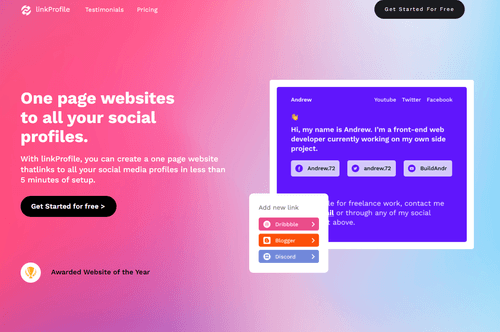 linkProfile Testimonials Pricing Get Started For Free
One page websites
to all your social
profiles.
With linkProfile, you can create a one page website
thatlinks to all your social media profiles in less than
5 minutes of setup.
Get Started for free >
Awarded Website of the Year
Andrew Youtube Twitter Facebook
👋
Hi, my name is Andrew. I'm a front-end web
developer currently working on my own side
project.
Andrew.72 andrew.72 BuildAndr
for freelance work, contact me
or through any of my social
above.
Add new link
Dribbble
Blogger
Discord